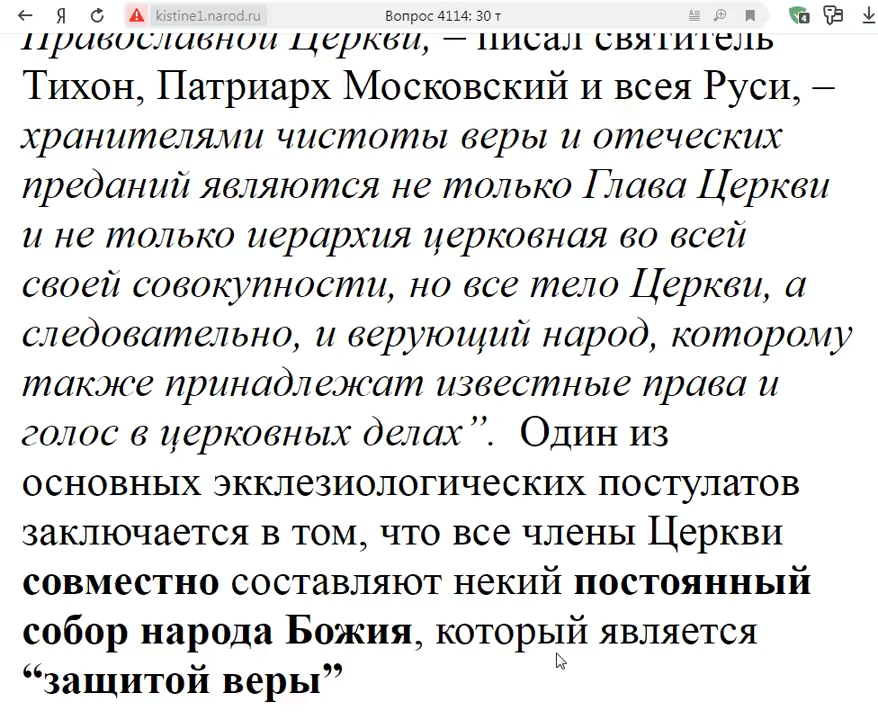 Я kistine1.narod.ru Вопрос 4114: 30 т 4
Православной Церкви, – писал святитель
Тихон, Патриарх Московский и всея Руси, –
хранителями чистоты веры и отеческих
преданий являются не только Глава Церкви
и не только иерархия церковная во всей
своей совокупности, но все тело Церкви, а
следовательно, и верующий народ, которому
также принадлежат известные права и
голос в церковных делах”. Один из
основных экклезиологических постулатов
заключается в том, что все члены Церкви
совместно составляют некий постоянный
собор народа Божия, который является
“защитой веры”